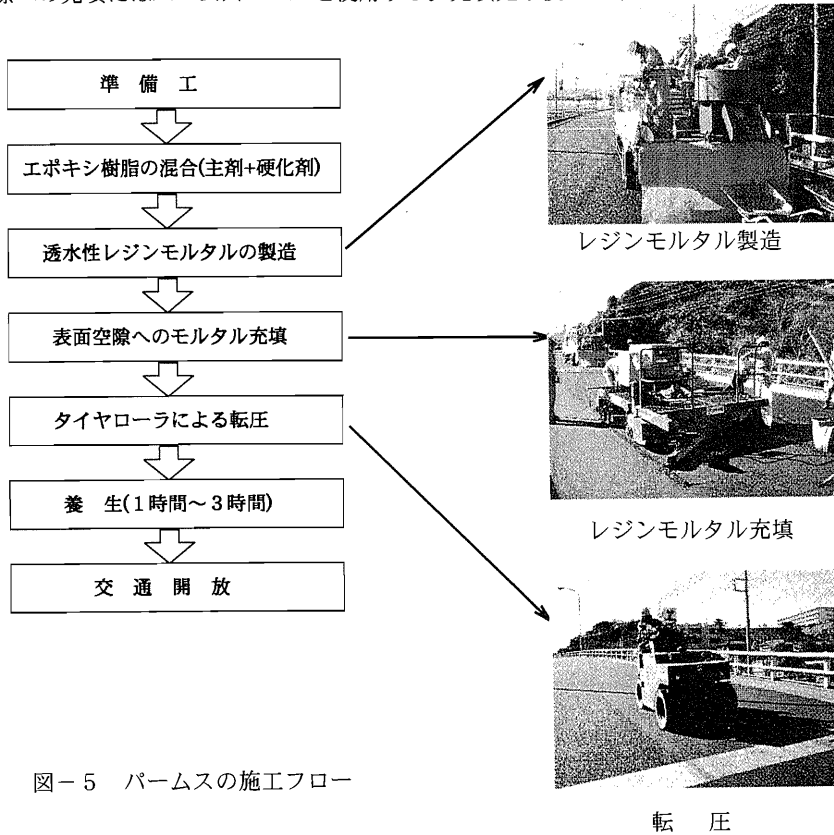 準 備 工
エポキシ樹脂の混合(主剤+硬化剤)
透水性レジンモルタルの製造
表面空隙へのモルタル充填
タイヤローラによる転圧
養 生(1時間~3時間)
交 通 開 放
レジンモルタル製造
レジンモルタル充填
転 圧
図-5 パームスの施工フロー